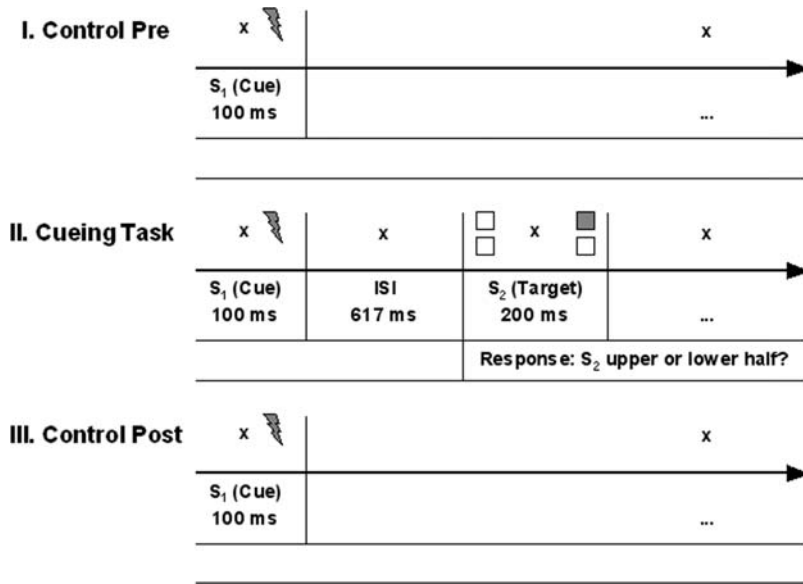 I. Control Pre
x
x
S₁ (Cue)
100 ms
...
II. Cueing Task
x
x
x
x
S₁ (Cue)
100 ms
ISI
617 ms
S₂ (Target)
200 ms
...
Response: S₂ upper or lower half?
III. Control Post
x
x
S₁ (Cue)
100 ms
...